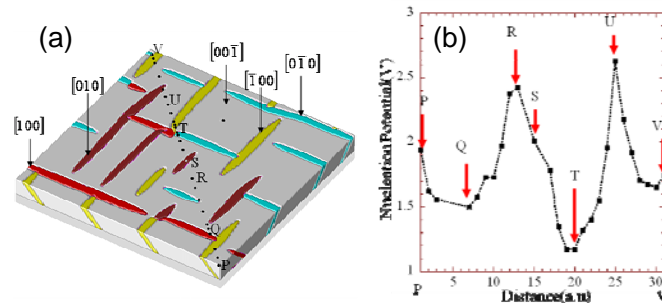 (a)
[001̄]
[01̄0]
[1̄00]
[010]
[100]
V
U
T
S
R
Q
P
(b)
Nucleation Potential(V')
3
2.5
2
1.5
1
P
Q
R
S
T
U
V
0 5 10 15 20 25 30
P Distance(a.u) V